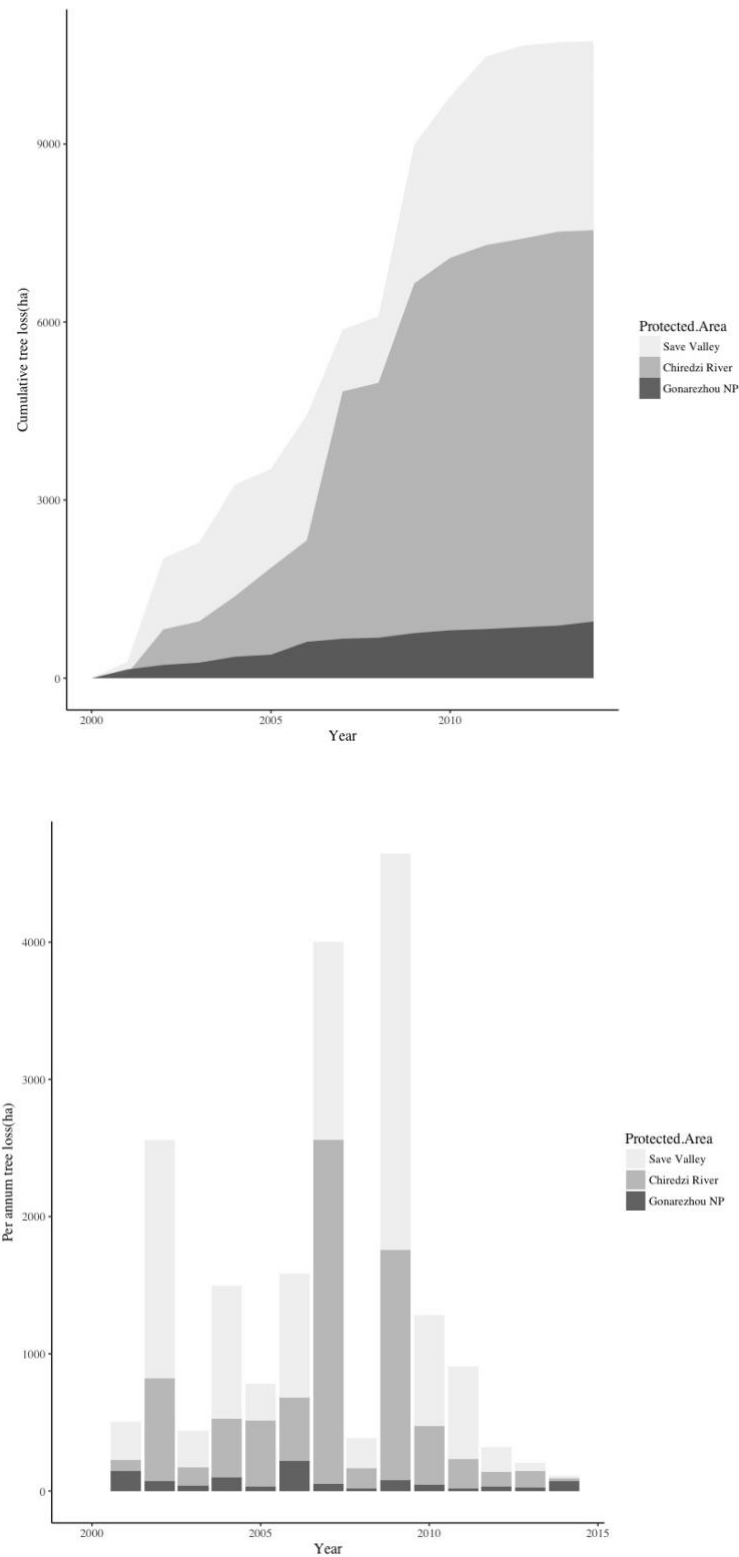 9000
6000
3000
0
Cumulative tree loss(ha)
2000 2005 2010
Year
Protected.Area
Save Valley
Chiredzi River
Gonarezhou NP
4000
3000
2000
1000
0
Per annum tree loss(ha)
2000 2005 2010 2015
Year
Protected.Area
Save Valley
Chiredzi River
Gonarezhou NP